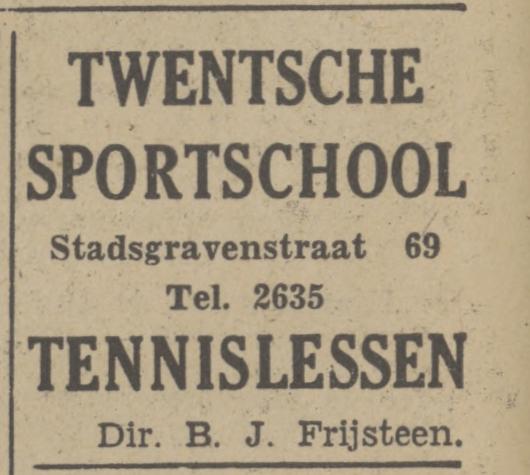 TWENTSCHE
SPORTSCHOOL
Stadsgravenstraat 69
Tel. 2635
TENNISLESSEN
Dir. B. J. Frijsteen.